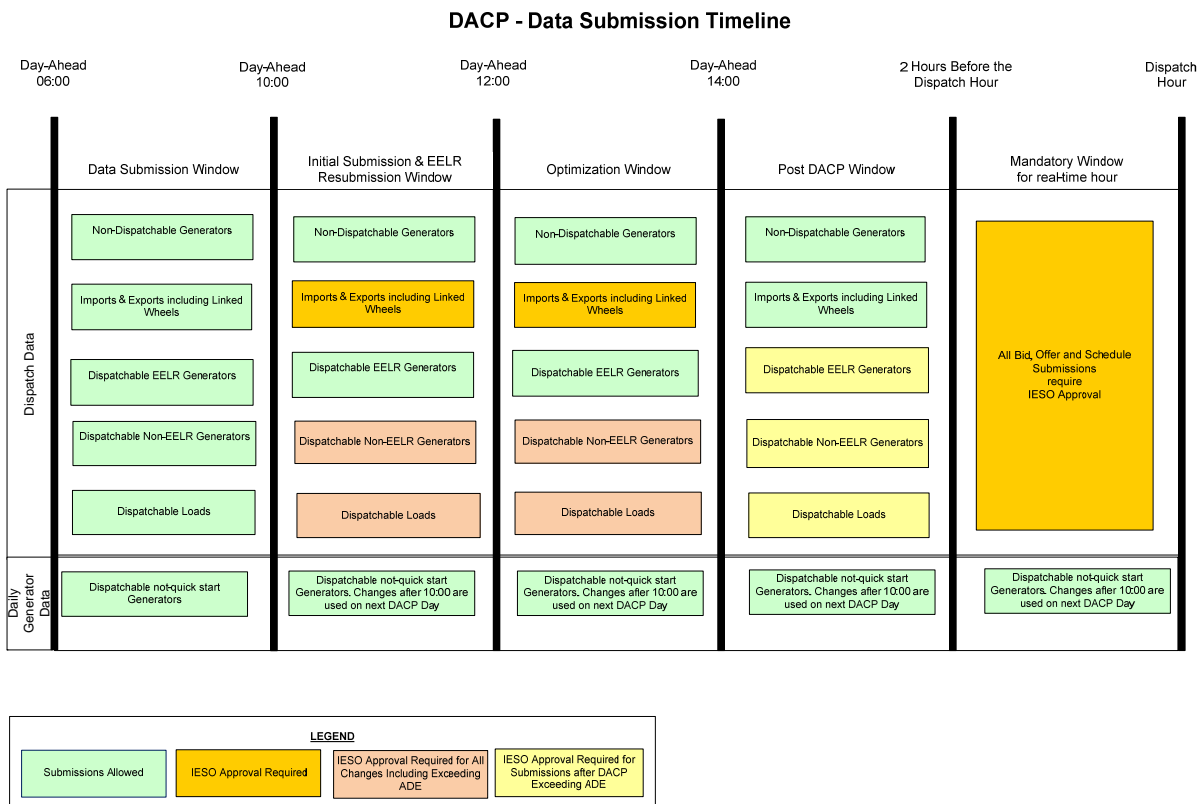 DACP - Data Submission Timeline
Day-Ahead
06:00
Day-Ahead
10:00
Day-Ahead
12:00
Day-Ahead
14:00
2 Hours Before the
Dispatch Hour
Dispatch
Hour
Data Submission Window
Initial Submission & EELR
Resubmission Window
Optimization Window
Post DACP Window
Mandatory Window
for real-time hour
Dispatch Data
Non-Dispatchable Generators
Non-Dispatchable Generators
Non-Dispatchable Generators
Non-Dispatchable Generators
Imports & Exports including Linked
Wheels
Imports & Exports including Linked
Wheels
Imports & Exports including Linked
Wheels
Imports & Exports including Linked
Wheels
Dispatchable EELR Generators
Dispatchable EELR Generators
Dispatchable EELR Generators
Dispatchable EELR Generators
Dispatchable Non-EELR Generators
Dispatchable Non-EELR Generators
Dispatchable Non-EELR Generators
Dispatchable Non-EELR Generators
Dispatchable Loads
Dispatchable Loads
Dispatchable Loads
Dispatchable Loads
All Bid, Offer and Schedule
Submissions
require
IESO Approval
Daily
Generator
Data
Dispatchable not-quick start
Generators
Dispatchable not-quick start
Generators. Changes after 10:00 are
used on next DACP Day
Dispatchable not-quick start
Generators. Changes after 10:00 are
used on next DACP Day
Dispatchable not-quick start
Generators. Changes after 10:00 are
used on next DACP Day
Dispatchable not-quick start
Generators. Changes after 10:00 are
used on next DACP Day
LEGEND
Submissions Allowed
IESO Approval Required
IESO Approval Required for All
Changes Including Exceeding
ADE
IESO Approval Required for
Submissions after DACP
Exceeding ADE